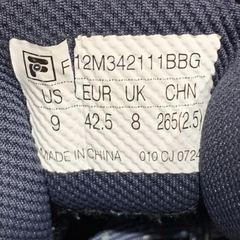 F12M342111BBG
US EUR UK CHN
9 42.5 8 265(2.5)
MADE IN CHINA 010 CJ 0724